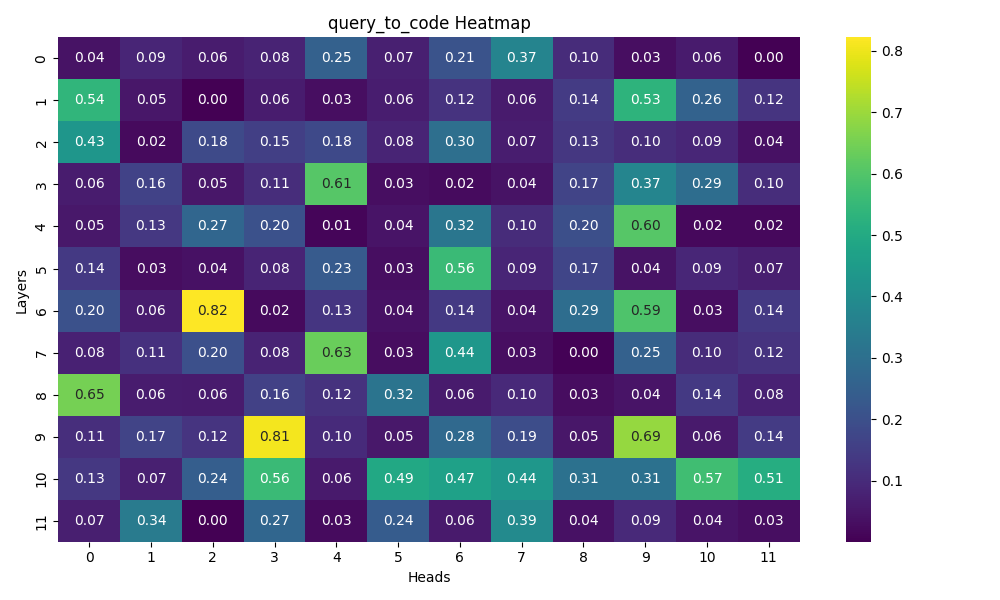 query_to_code Heatmap
0 0.04 0.09 0.06 0.08 0.25 0.07 0.21 0.37 0.10 0.03 0.06 0.00
1 0.54 0.05 0.00 0.06 0.03 0.06 0.12 0.06 0.14 0.53 0.26 0.12
2 0.43 0.02 0.18 0.15 0.18 0.08 0.30 0.07 0.13 0.10 0.09 0.04
3 0.06 0.16 0.05 0.11 0.61 0.03 0.02 0.04 0.17 0.37 0.29 0.10
4 0.05 0.13 0.27 0.20 0.01 0.04 0.32 0.10 0.20 0.60 0.02 0.02
5 0.14 0.03 0.04 0.08 0.23 0.03 0.56 0.09 0.17 0.04 0.09 0.07
6 0.20 0.06 0.82 0.02 0.13 0.04 0.14 0.04 0.29 0.59 0.03 0.14
7 0.08 0.11 0.20 0.08 0.63 0.03 0.44 0.03 0.00 0.25 0.10 0.12
8 0.65 0.06 0.06 0.16 0.12 0.32 0.06 0.10 0.03 0.04 0.14 0.08
9 0.11 0.17 0.12 0.81 0.10 0.05 0.28 0.19 0.05 0.69 0.06 0.14
10 0.13 0.07 0.24 0.56 0.06 0.49 0.47 0.44 0.31 0.31 0.57 0.51
11 0.07 0.34 0.00 0.27 0.03 0.24 0.06 0.39 0.04 0.09 0.04 0.03
0 1 2 3 4 5 6 7 8 9 10 11
Heads
Layers
0.8
0.7
0.6
0.5
0.4
0.3
0.2
0.1